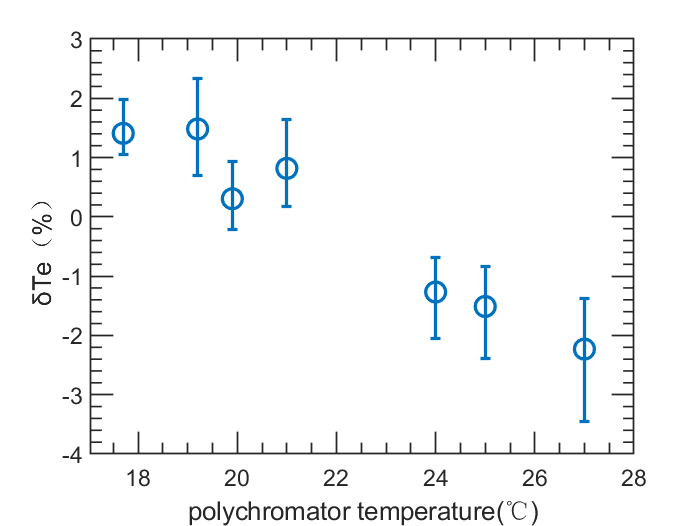 3
2
1
0
-1
-2
-3
-4
δTe（%）
18 20 22 24 26 28
polychromator temperature(℃)